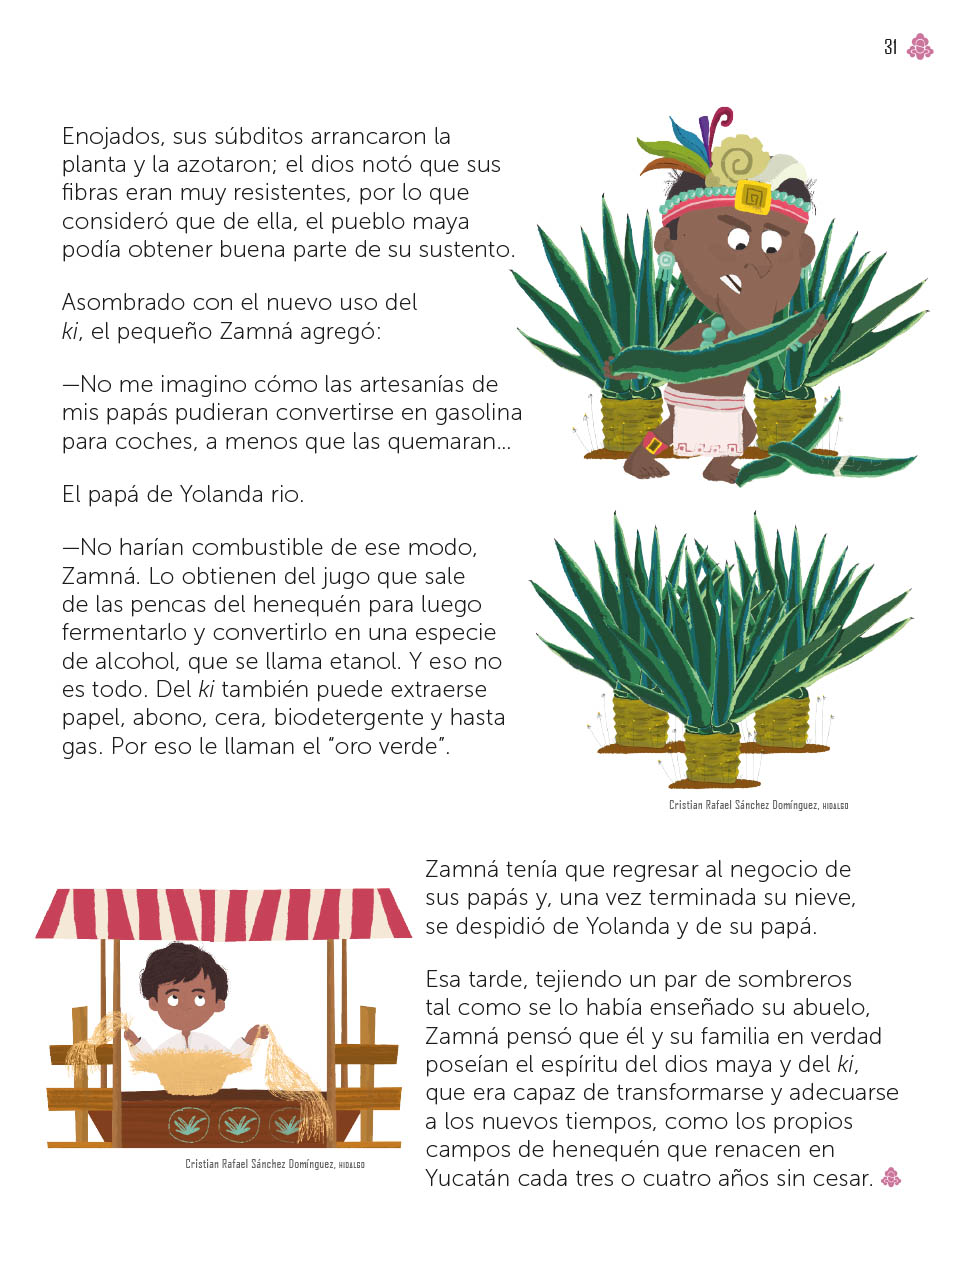 31
Enojados, sus súbditos arrancaron la
planta y la azotaron; el dios notó que sus
fibras eran muy resistentes, por lo que
consideró que de ella, el pueblo maya
podía obtener buena parte de su sustento.
Asombrado con el nuevo uso del
ki, el pequeño Zamná agregó:
—No me imagino cómo las artesanías de
mis papás pudieran convertirse en gasolina
para coches, a menos que las quemaran...
El papá de Yolanda rio.
—No harían combustible de ese modo,
Zamná. Lo obtienen del jugo que sale
de las pencas del henequén para luego
fermentarlo y convertirlo en una especie
de alcohol, que se llama etanol. Y eso no
es todo. Del ki también puede extraerse
papel, abono, cera, biodetergente y hasta
gas. Por eso le llaman el “oro verde”.
Cristian Rafael Sánchez Domínguez, HIDALGO
Zamná tenía que regresar al negocio de
sus papás y, una vez terminada su nieve,
se despidió de Yolanda y de su papá.
Esa tarde, tejiendo un par de sombreros
tal como se lo había enseñado su abuelo,
Zamná pensó que él y su familia en verdad
poseían el espíritu del dios maya y del ki,
que era capaz de transformarse y adecuarse
a los nuevos tiempos, como los propios
campos de henequén que renacen en
Yucatán cada tres o cuatro años sin cesar.
Cristian Rafael Sánchez Domínguez, HIDALGO